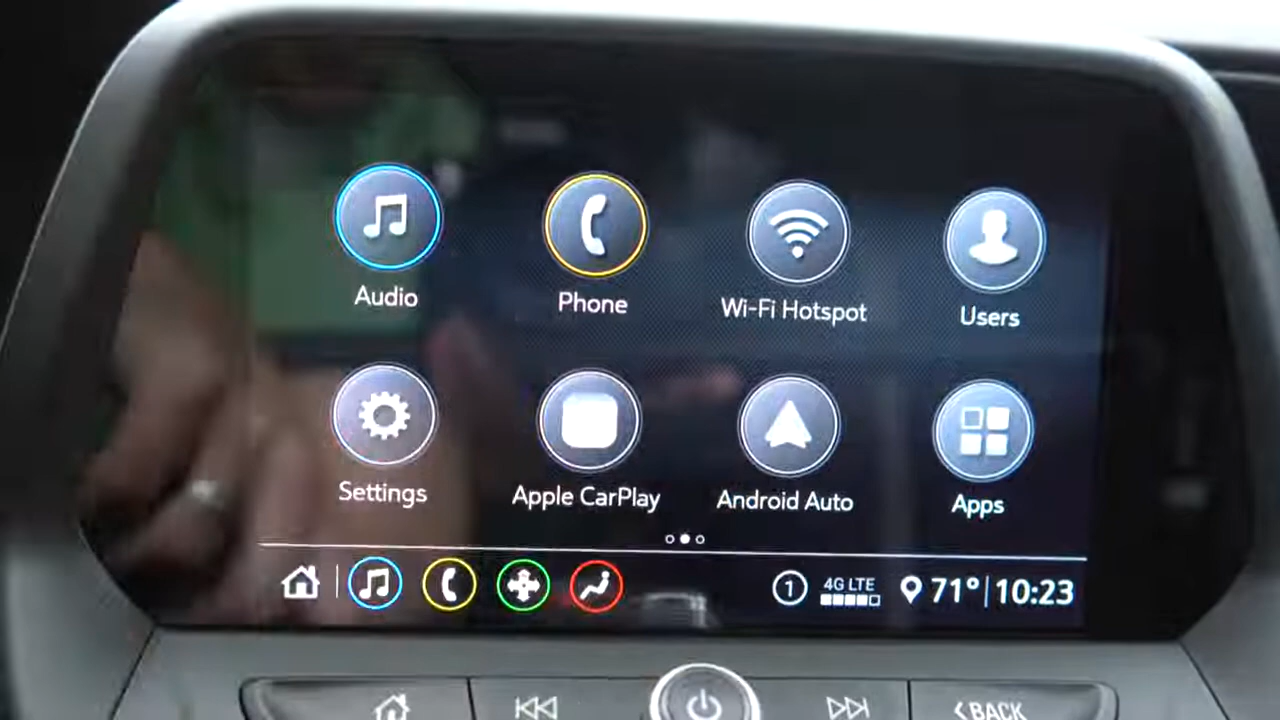 Audio Phone Wi-Fi Hotspot Users
Settings Apple CarPlay Android Auto Apps
1 4G LTE 71° 10:23
<BACK